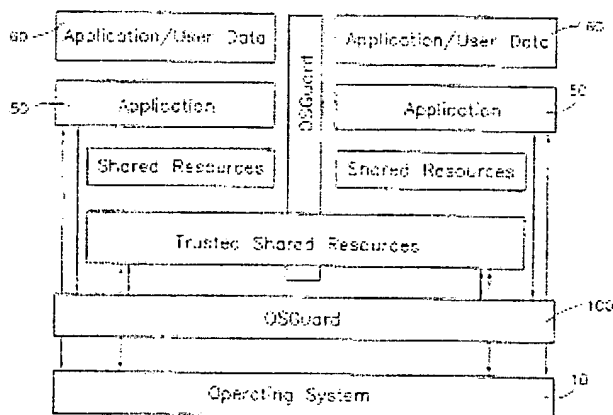 60 Application/User Data Application/User Data 60
50 Application Application 50
OSGuard
Shared Resources Shared Resources
Trusted Shared Resources
OSGuard 100
Operating System 10